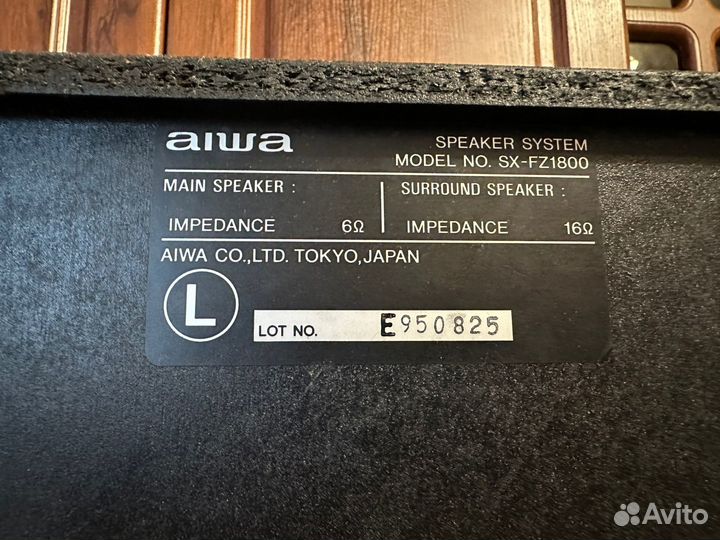 aiwa
SPEAKER SYSTEM
MODEL NO. SX-FZ1800
MAIN SPEAKER :
IMPEDANCE 6Ω
SURROUND SPEAKER :
IMPEDANCE 16Ω
AIWA CO.,LTD. TOKYO,JAPAN
L
LOT NO. E950825
Avito